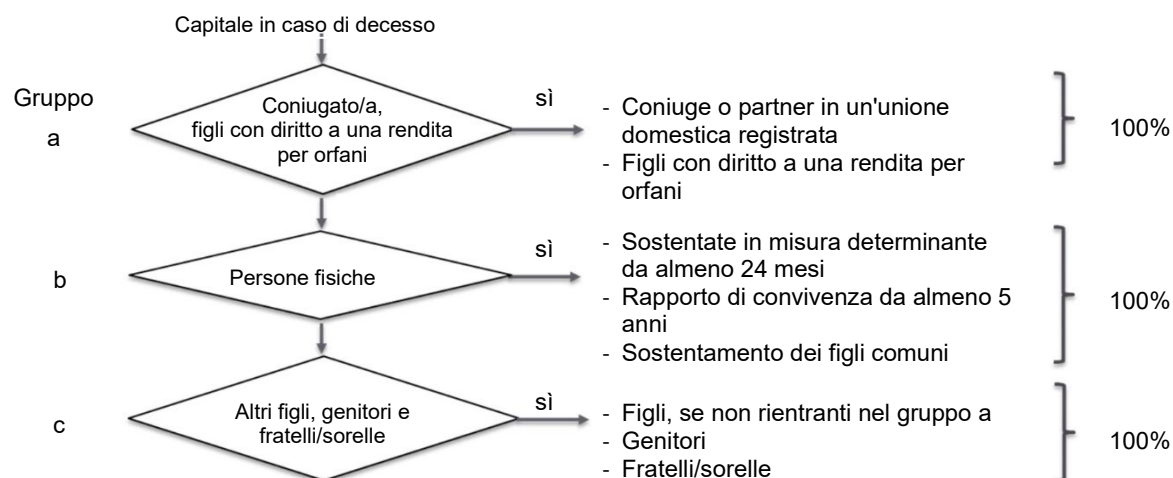 Capitale in caso di decesso
Gruppo
a
Coniugato/a,
figli con diritto a una rendita
per orfani
sì
- Coniuge o partner in un'unione
domestica registrata
- Figli con diritto a una rendita per
orfani
100%
b
Persone fisiche
sì
- Sostentate in misura determinante
da almeno 24 mesi
- Rapporto di convivenza da almeno 5
anni
- Sostentamento dei figli comuni
100%
c
Altri figli, genitori e
fratelli/sorelle
sì
- Figli, se non rientranti nel gruppo a
- Genitori
- Fratelli/sorelle
100%